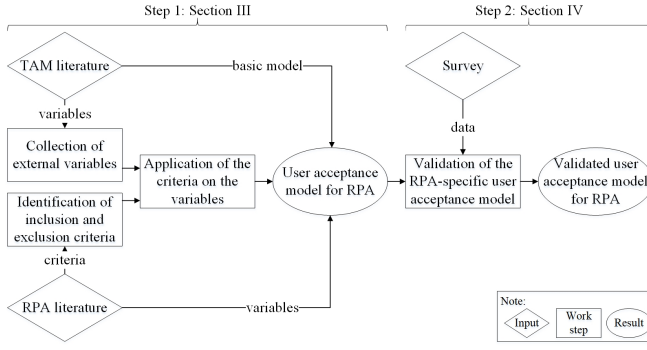 Step 1: Section III
Step 2: Section IV
TAM literature
basic model
Survey
variables
data
Collection of
external variables
Application of the
criteria on the
variables
User acceptance
model for RPA
Validation of the
RPA-specific user
acceptance model
Validated user
acceptance model
for RPA
Identification of
inclusion and
exclusion criteria
criteria
RPA literature
variables
Note:
Input
Work
step
Result